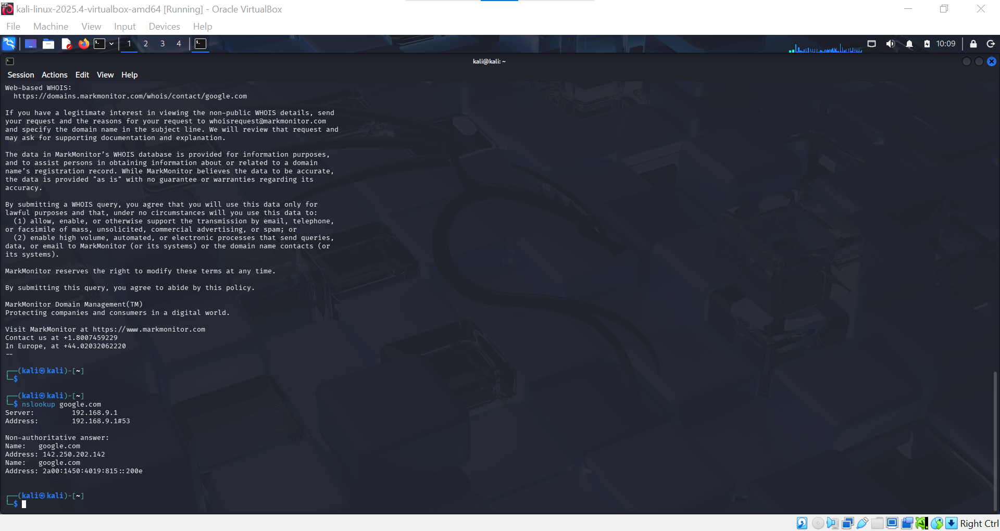 kali-linux-2025.4-virtualbox-amd64 [Running] - Oracle VirtualBox
File Machine View Input Devices Help
1 2 3 4 10:09
kali@kali: ~
Session Actions Edit View Help
Web-based WHOIS:
https://domains.markmonitor.com/whois/contact/google.com
If you have a legitimate interest in viewing the non-public WHOIS details, send
your request and the reasons for your request to whoisrequest@markmonitor.com
and specify the domain name in the subject line. We will review that request and
may ask for supporting documentation and explanation.
The data in MarkMonitor’s WHOIS database is provided for information purposes,
and to assist persons in obtaining information about or related to a domain
name’s registration record. While MarkMonitor believes the data to be accurate,
the data is provided "as is" with no guarantee or warranties regarding its
accuracy.
By submitting a WHOIS query, you agree that you will use this data only for
lawful purposes and that, under no circumstances will you use this data to:
(1) allow, enable, or otherwise support the transmission by email, telephone,
or facsimile of mass, unsolicited, commercial advertising, or spam; or
(2) enable high volume, automated, or electronic processes that send queries,
data, or email to MarkMonitor (or its systems) or the domain name contacts (or
its systems).
MarkMonitor reserves the right to modify these terms at any time.
By submitting this query, you agree to abide by this policy.
MarkMonitor Domain Management(TM)
Protecting companies and consumers in a digital world.
Visit MarkMonitor at https://www.markmonitor.com
Contact us at +1.8007459229
In Europe, at +44.02032062220
--
┌──(kali㉿kali)-[~]
└─$
┌──(kali㉿kali)-[~]
└─$ nslookup google.com
Server: 192.168.9.1
Address: 192.168.9.1#53
Non-authoritative answer:
Name: google.com
Address: 142.250.202.142
Name: google.com
Address: 2a00:1450:4019:815::200e
┌──(kali㉿kali)-[~]
└─$
Right Ctrl